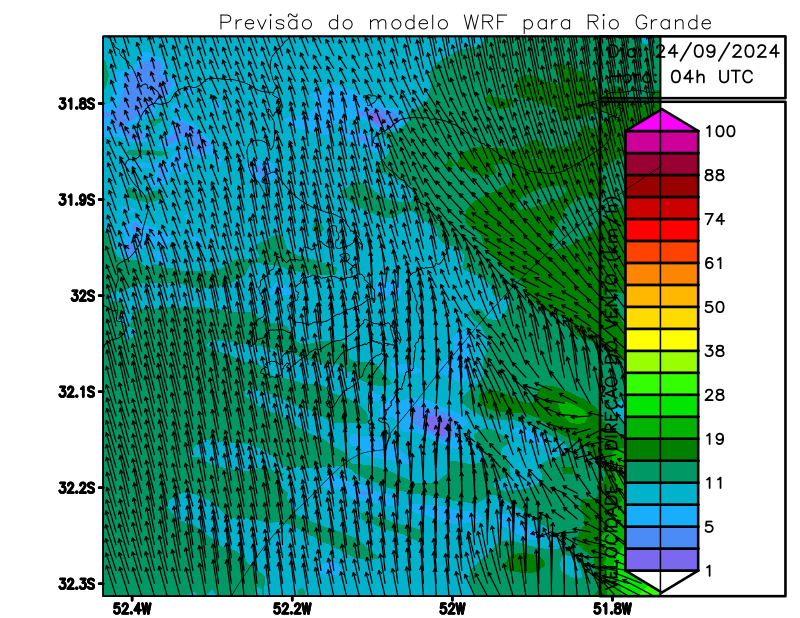 Previsão do modelo WRF para Rio Grande
Dia: 24/09/2024
Hora: 04h UTC
31.8S
31.9S
32S
32.1S
32.2S
32.3S
52.4W
52.2W
52W
51.8W
VELOCIDADE E DIREÇÃO DO VENTO (km/h)
100
88
74
61
50
38
28
19
11
5
1